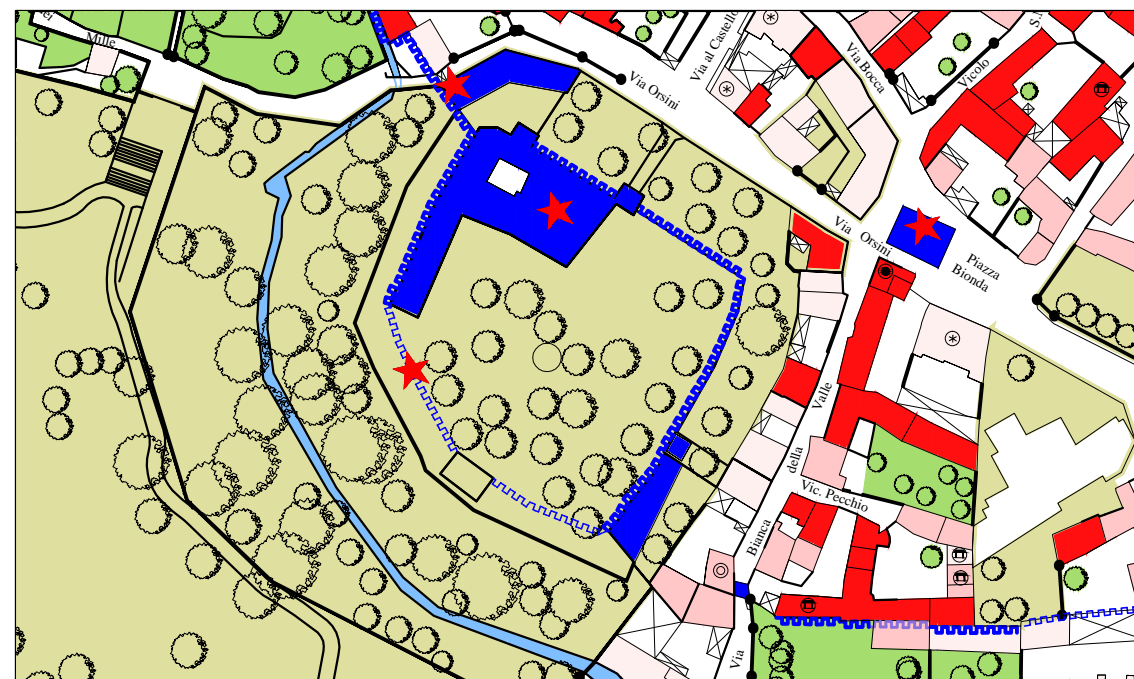 Mille
Via al Castello
Via Bocca
Vicolo
Via Orsini
Via Orsini
Piazza
Bionda
Valle
della
Bianca
Via
Vic. Pecchio